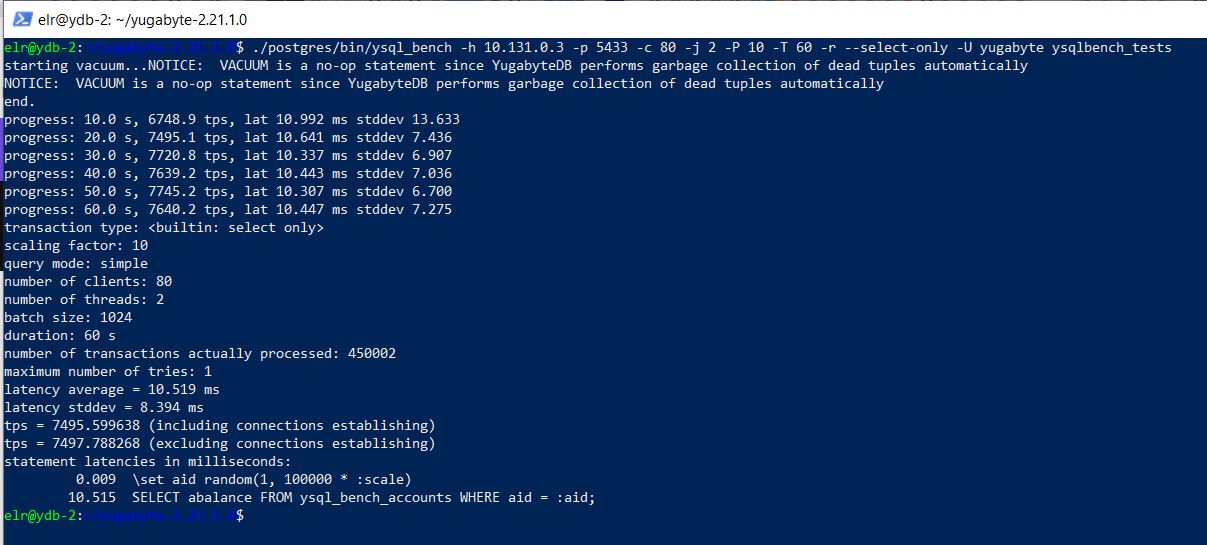 elr@ydb-2: ~/yugabyte-2.21.1.0
elr@ydb-2:~/yugabyte-2.21.1.0$ ./postgres/bin/ysql_bench -h 10.131.0.3 -p 5433 -c 80 -j 2 -P 10 -T 60 -r --select-only -U yugabyte ysqlbench_tests
starting vacuum...NOTICE:  VACUUM is a no-op statement since YugabyteDB performs garbage collection of dead tuples automatically
NOTICE:  VACUUM is a no-op statement since YugabyteDB performs garbage collection of dead tuples automatically
end.
progress: 10.0 s, 6748.9 tps, lat 10.992 ms stddev 13.633
progress: 20.0 s, 7495.1 tps, lat 10.641 ms stddev 7.436
progress: 30.0 s, 7720.8 tps, lat 10.337 ms stddev 6.907
progress: 40.0 s, 7639.2 tps, lat 10.443 ms stddev 7.036
progress: 50.0 s, 7745.2 tps, lat 10.307 ms stddev 6.700
progress: 60.0 s, 7640.2 tps, lat 10.447 ms stddev 7.275
transaction type: <builtin: select only>
scaling factor: 10
query mode: simple
number of clients: 80
number of threads: 2
batch size: 1024
duration: 60 s
number of transactions actually processed: 450002
maximum number of tries: 1
latency average = 10.519 ms
latency stddev = 8.394 ms
tps = 7495.599638 (including connections establishing)
tps = 7497.788268 (excluding connections establishing)
statement latencies in milliseconds:
         0.009  \set aid random(1, 100000 * :scale)
        10.515  SELECT abalance FROM ysql_bench_accounts WHERE aid = :aid;
elr@ydb-2:~/yugabyte-2.21.1.0$